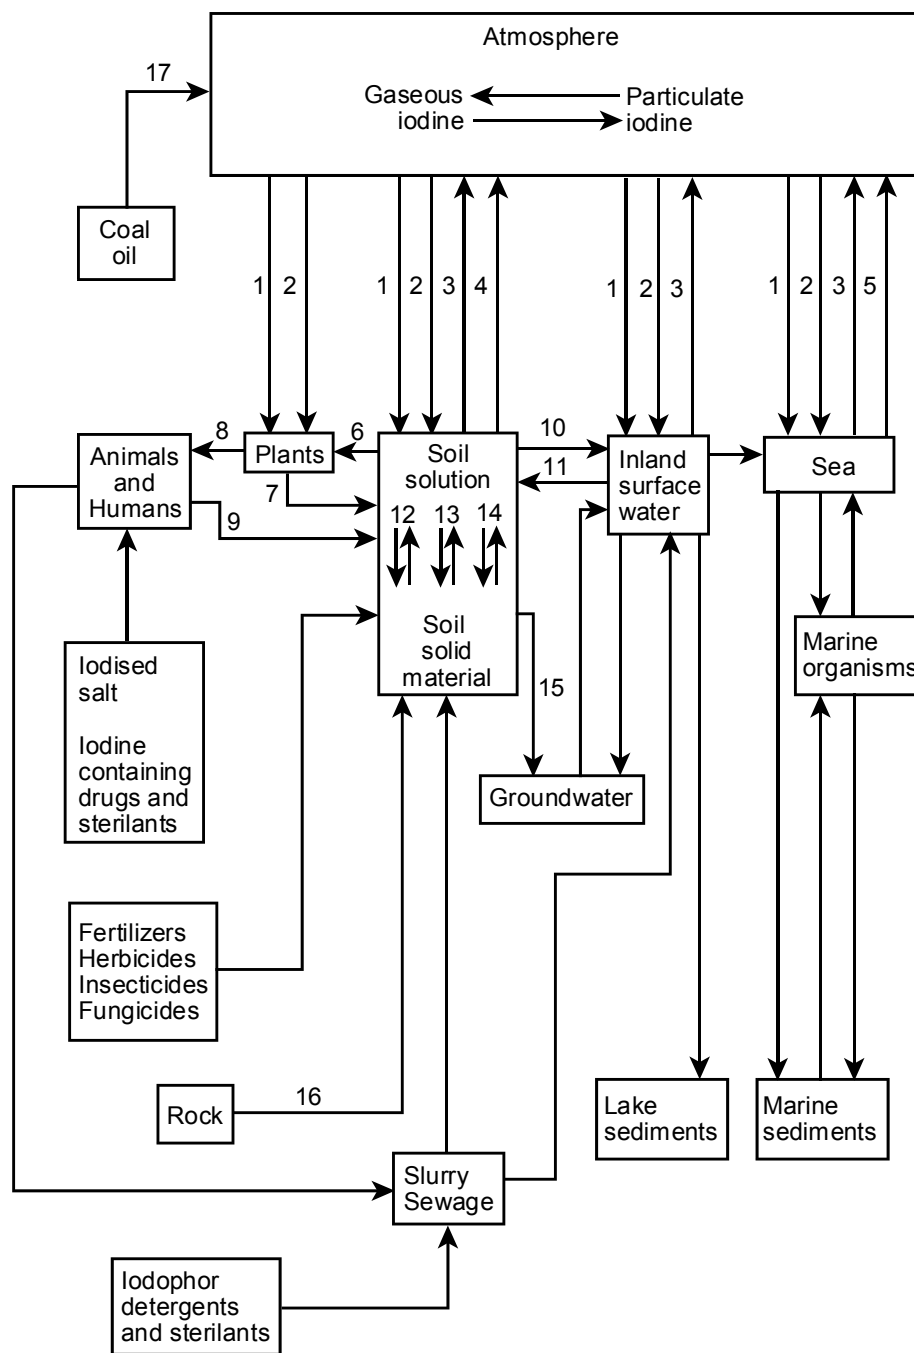 Atmosphere
17
Gaseous
iodine
Particulate
iodine
Coal
oil
1 2 1 2 3 4 1 2 3 1 2 3 5
8
6
10
Animals
and
Humans
Plants
Soil
solution
11
Inland
surface
water
Sea
7
9
12 13 14
Soil
solid
material
15
Marine
organisms
Iodised
salt
Iodine
containing
drugs and
sterilants
Groundwater
Fertilizers
Herbicides
Insecticides
Fungicides
Rock
16
Lake
sediments
Marine
sediments
Slurry
Sewage
Iodophor
detergents
and sterilants